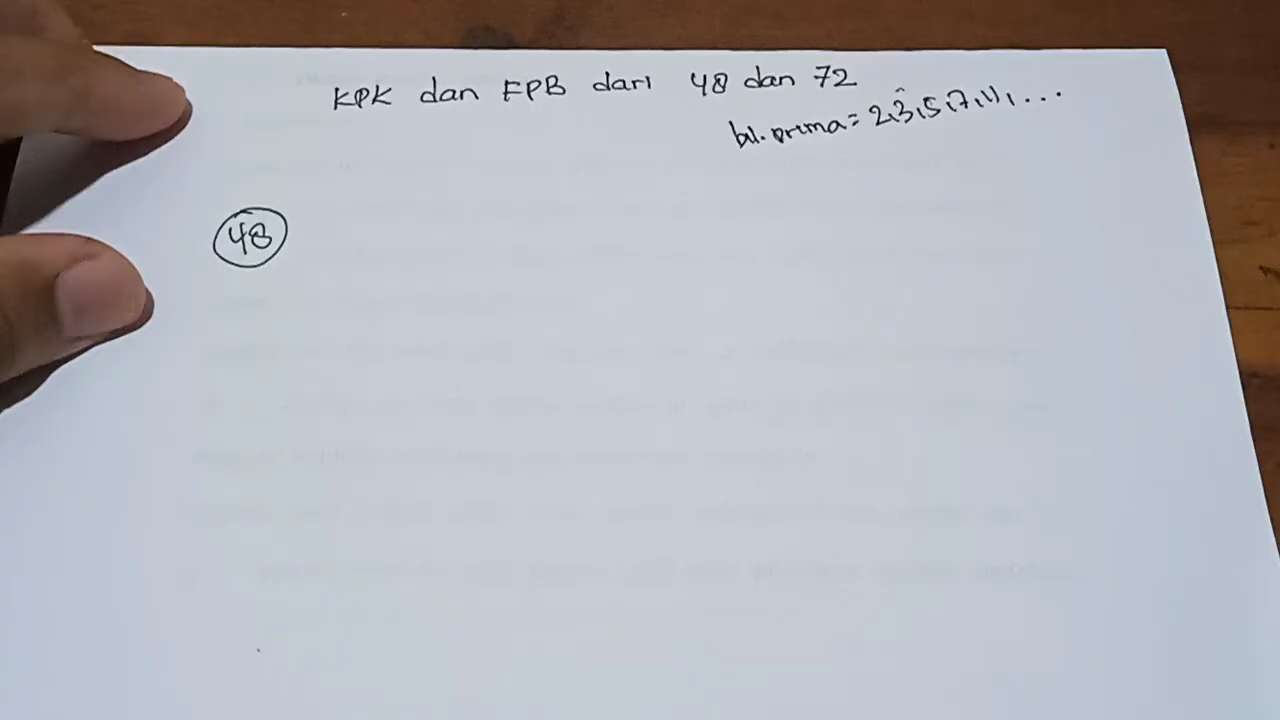 KPK dan FPB dari 48 dan 72
bil. prima = 2,3,5,7,11, ...
48